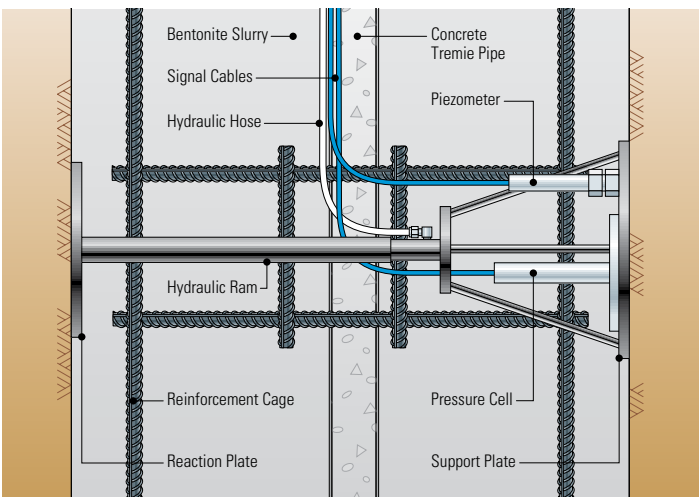 Bentonite Slurry
Concrete
Tremie Pipe
Signal Cables
Piezometer
Hydraulic Hose
Hydraulic Ram
Reinforcement Cage
Pressure Cell
Reaction Plate
Support Plate